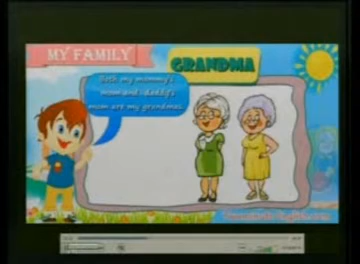 MY FAMILY
GRANDMA
Both my mommy's
mom and daddy's
mom are my grandmas.